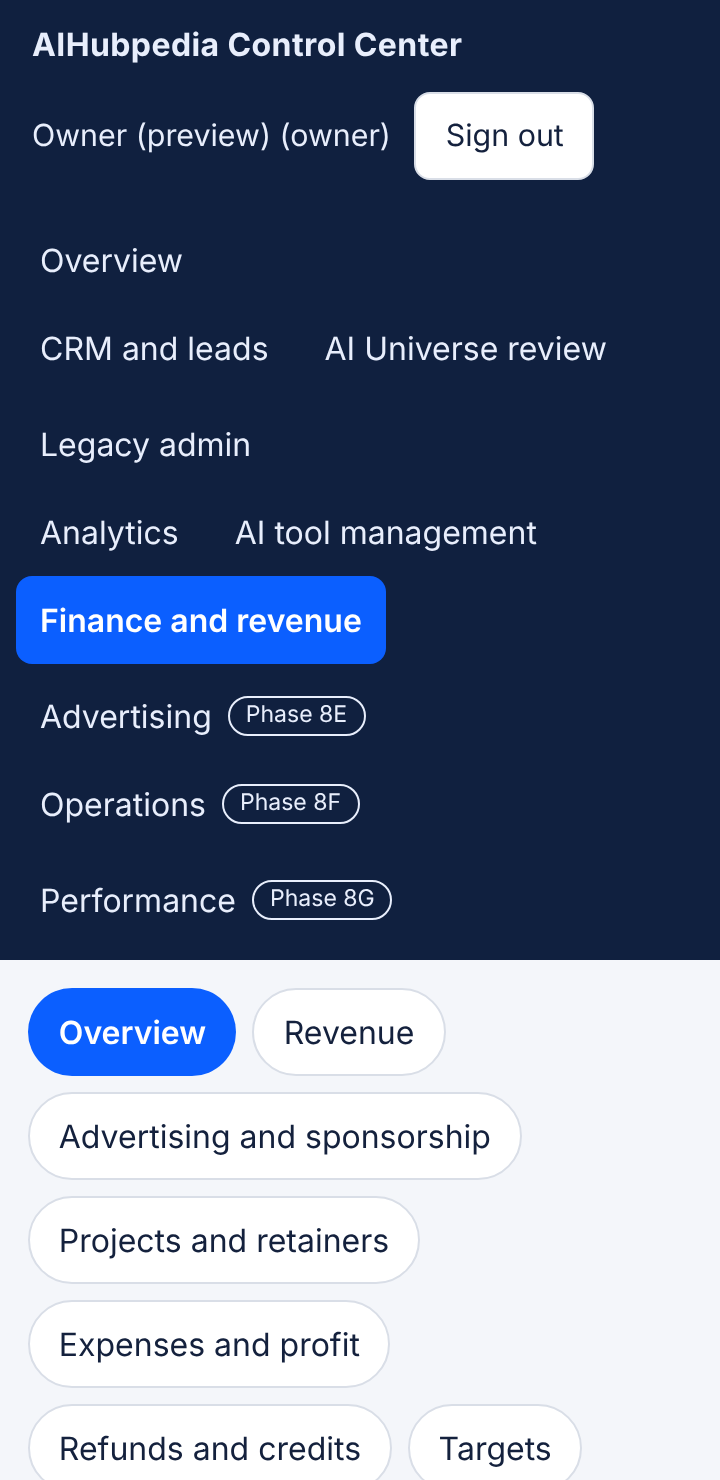 AIHubpedia Control Center
Owner (preview) (owner) Sign out
Overview
CRM and leads AI Universe review
Legacy admin
Analytics AI tool management
Finance and revenue
Advertising Phase 8E
Operations Phase 8F
Performance Phase 8G
Overview Revenue
Advertising and sponsorship
Projects and retainers
Expenses and profit
Refunds and credits Targets